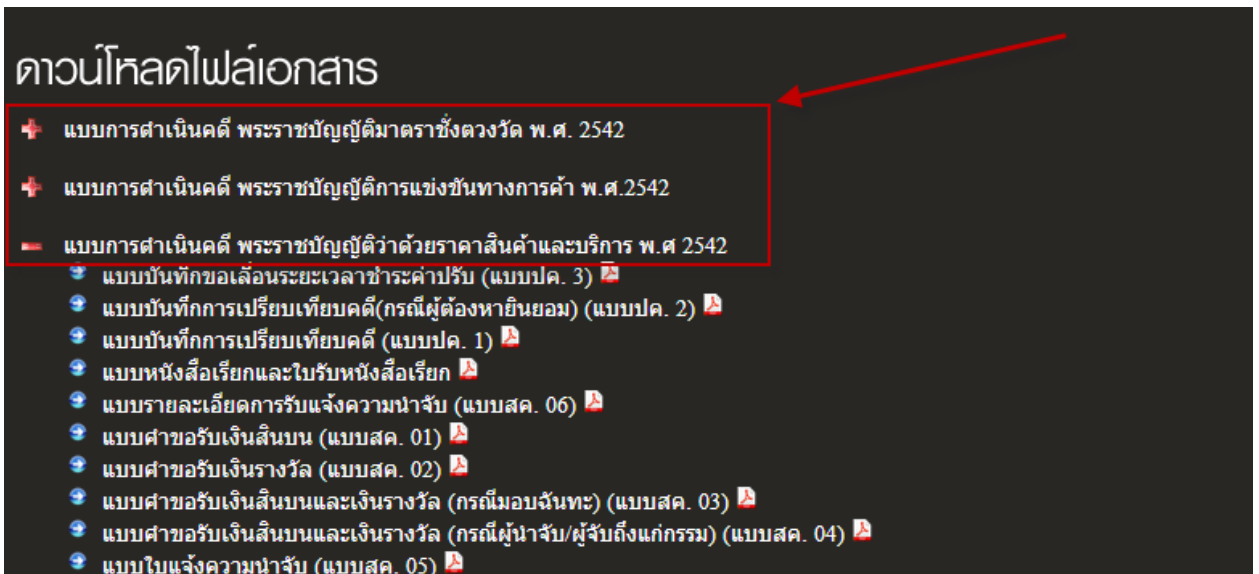 ดาวน์โหลดไฟล์เอกสาร
แบบการดำเนินคดี พระราชบัญญัติมาตราชั่งตวงวัด พ.ศ. 2542
แบบการดำเนินคดี พระราชบัญญัติการแข่งขันทางการค้า พ.ศ.2542
แบบการดำเนินคดี พระราชบัญญัติว่าด้วยราคาสินค้าและบริการ พ.ศ 2542
แบบบันทึกขอเลื่อนระยะเวลาชำระค่าปรับ (แบบปค. 3)
แบบบันทึกการเปรียบเทียบคดี(กรณีผู้ต้องหายินยอม) (แบบปค. 2)
แบบบันทึกการเปรียบเทียบคดี (แบบปค. 1)
แบบหนังสือเรียกและใบรับหนังสือเรียก
แบบรายละเอียดการรับแจ้งความนำจับ (แบบสค. 06)
แบบคำขอรับเงินสินบน (แบบสค. 01)
แบบคำขอรับเงินรางวัล (แบบสค. 02)
แบบคำขอรับเงินสินบนและเงินรางวัล (กรณีมอบฉันทะ) (แบบสค. 03)
แบบคำขอรับเงินสินบนและเงินรางวัล (กรณีผู้นำจับ/ผู้จับถึงแก่กรรม) (แบบสค. 04)
แบบใบแจ้งความนำจับ (แบบสค. 05)